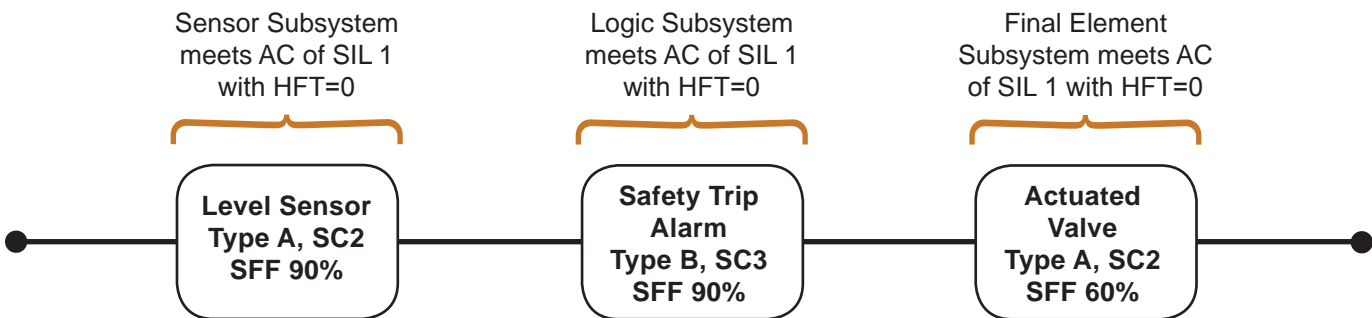 Sensor Subsystem
meets AC of SIL 1
with HFT=0
Logic Subsystem
meets AC of SIL 1
with HFT=0
Final Element
Subsystem meets AC
of SIL 1 with HFT=0
Level Sensor
Type A, SC2
SFF 90%
Safety Trip
Alarm
Type B, SC3
SFF 90%
Actuated
Valve
Type A, SC2
SFF 60%